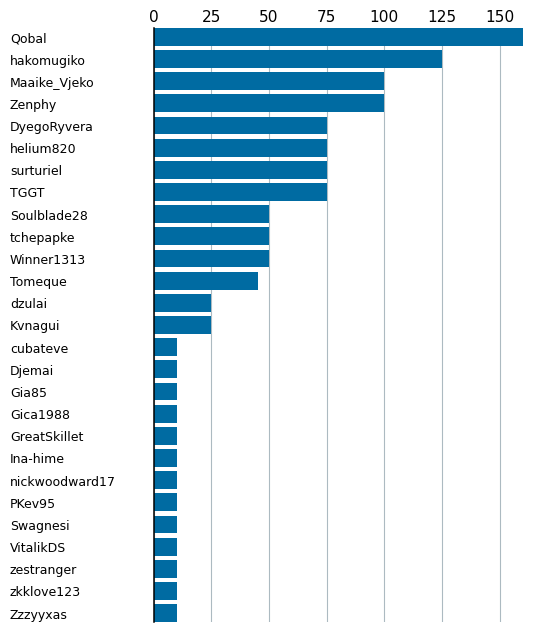 0 25 50 75 100 125 150
Qobal
hakomugiko
Maaike_Vjeko
Zenphy
DyegoRyvera
helium820
surturiel
TGGT
Soulblade28
tchepapke
Winner1313
Tomeque
dzulai
Kvnagui
cubateve
Djemai
Gia85
Gica1988
GreatSkillet
Ina-hime
nickwoodward17
PKev95
Swagnesi
VitalikDS
zestranger
zkklove123
Zzzyyxas